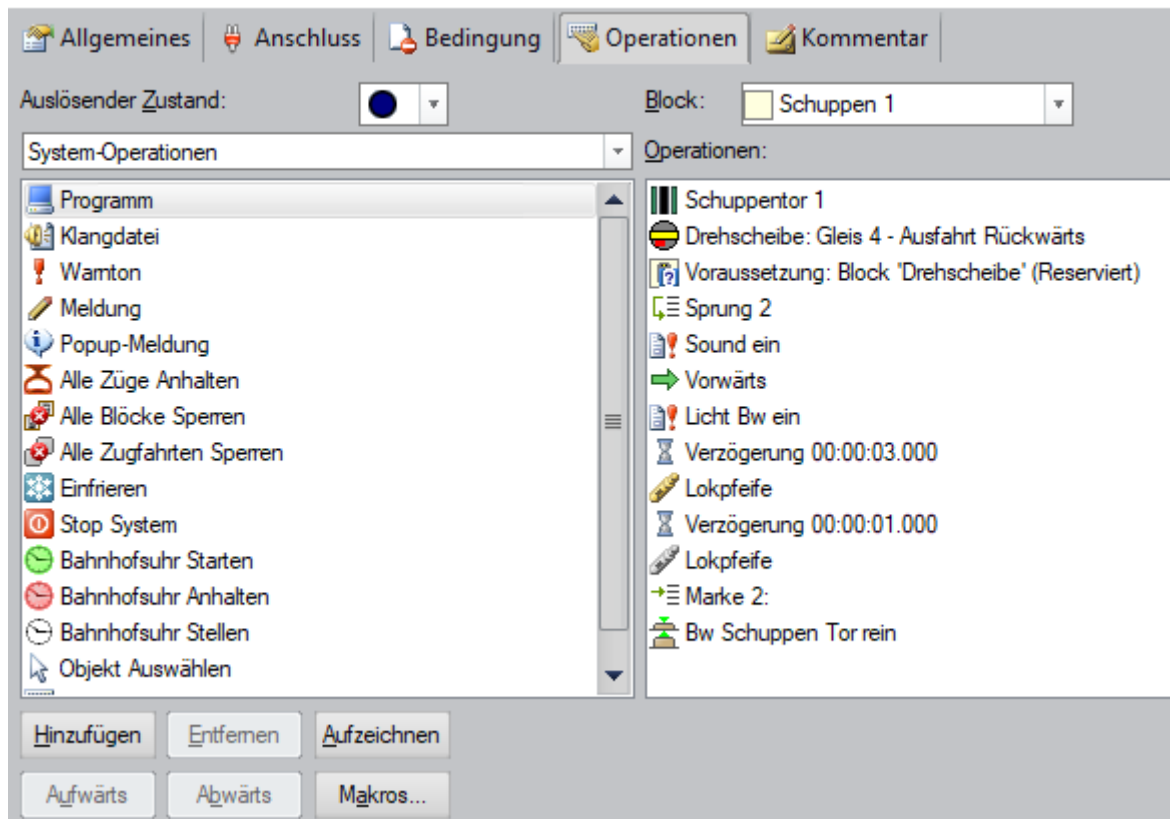 Allgemeines Anschluss Bedingung Operationen Kommentar
Auslösender Zustand: Block: Schuppen 1
System-Operationen Operationen:
Programm
Klangdatei
Warnton
Meldung
Popup-Meldung
Alle Züge Anhalten
Alle Blöcke Sperren
Alle Zugfahrten Sperren
Einfrieren
Stop System
Bahnhofsuhr Starten
Bahnhofsuhr Anhalten
Bahnhofsuhr Stellen
Objekt Auswählen
Schuppentor 1
Drehscheibe: Gleis 4 - Ausfahrt Rückwärts
Voraussetzung: Block 'Drehscheibe' (Reserviert)
Sprung 2
Sound ein
Vorwärts
Licht Bw ein
Verzögerung 00:00:03.000
Lokpfeife
Verzögerung 00:00:01.000
Lokpfeife
Marke 2:
Bw Schuppen Tor rein
Hinzufügen Entfernen Aufzeichnen
Aufwärts Abwärts Makros...